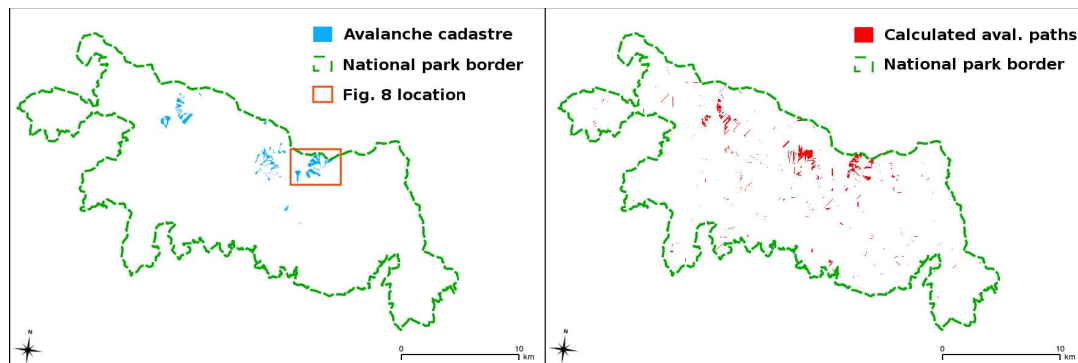 Avalanche cadastre
National park border
Fig. 8 location
N
0 10
km
Calculated aval. paths
National park border
N
0 10
km